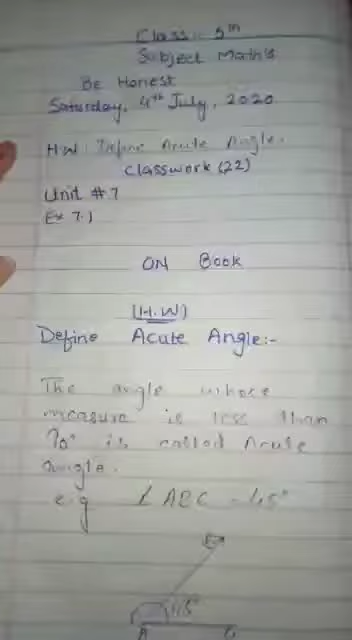 Class :- 5th
Subject Math's
Be Honest
Saturday, 4th July, 2020
H.W: Define Acute Angle.
Classwork (22)
Unit # 7
Ex 7.1
ON Book
(H.W)
Define Acute Angle:-
The angle whose
measure is less than
90° is called Acute
angle.
e.g ∠ABC = 45°
45°